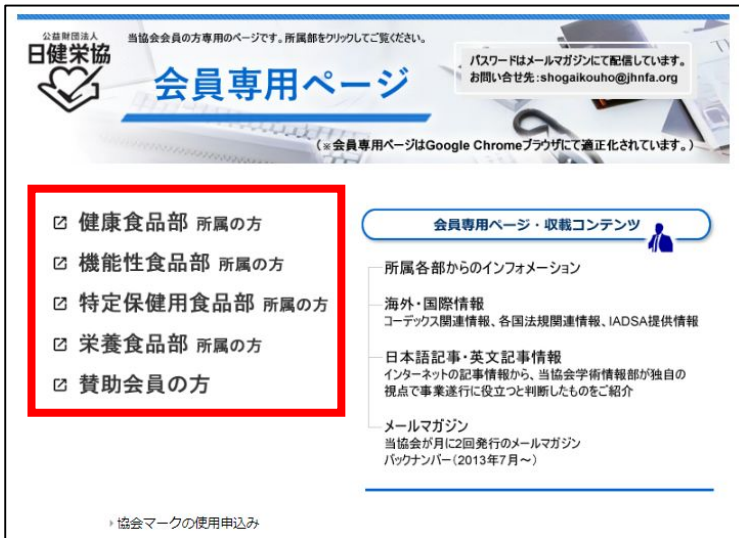 公益財団法人
日健栄協
当協会会員の方専用のページです。所属部をクリックしてご覧ください。
会員専用ページ
パスワードはメールマガジンにて配信しています。
お問い合せ先:shogaikouho@jhnfa.org
(※会員専用ページはGoogle Chromeブラウザにて適正化されています。)
健康食品部 所属の方
機能性食品部 所属の方
特定保健用食品部 所属の方
栄養食品部 所属の方
賛助会員の方
会員専用ページ・収載コンテンツ
所属各部からのインフォメーション
海外・国際情報
コーデックス関連情報、各国法規関連情報、IADSA提供情報
日本語記事・英文記事情報
インターネットの記事情報から、当協会学術情報部が独自の
視点で事業遂行に役立つと判断したものをご紹介
メールマガジン
当協会が月に2回発行のメールマガジン
バックナンバー(2013年7月～)
協会マークの使用申込み